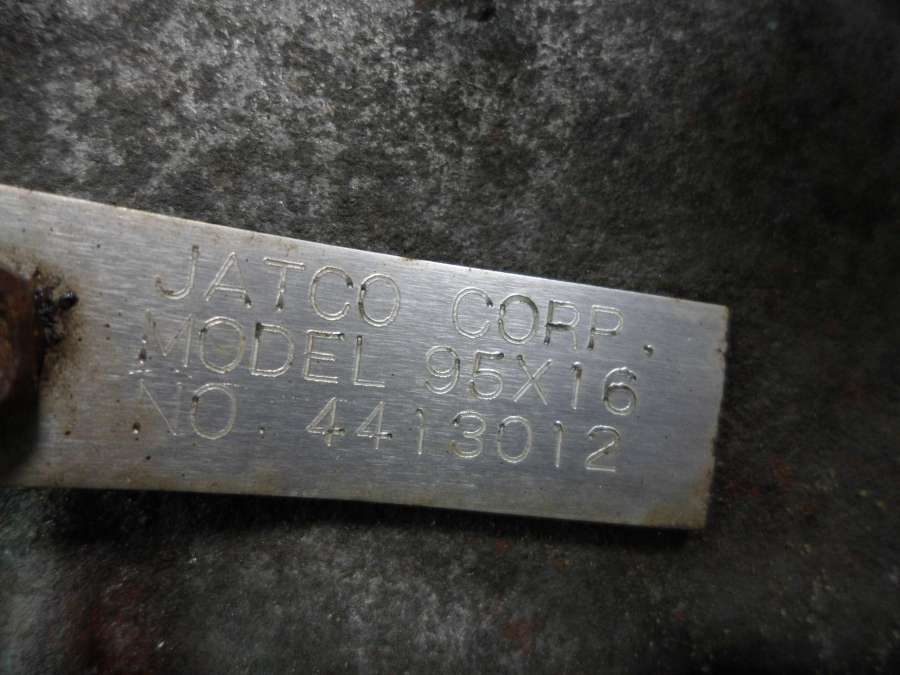 JATCO CORP.
MODEL 95X16
NO. 4413012